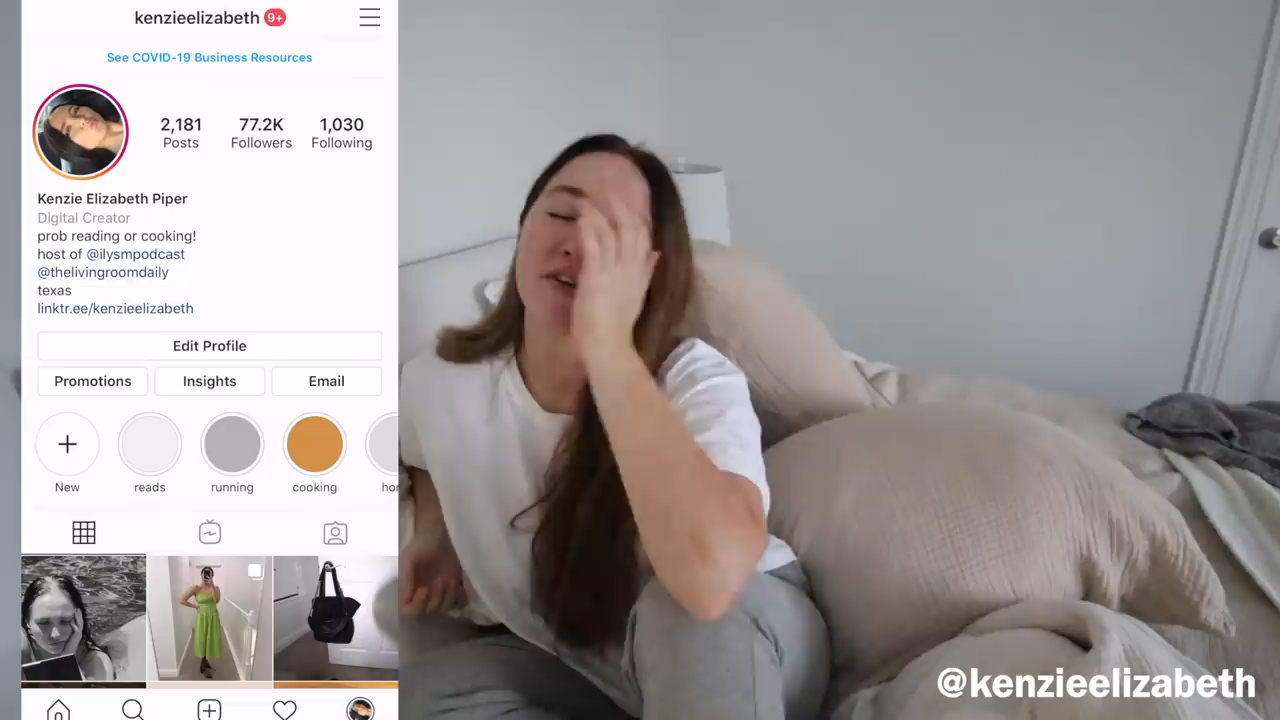 kenzieelizabeth 9+
See COVID-19 Business Resources
2,181 77.2K 1,030
Posts Followers Following
Kenzie Elizabeth Piper
Digital Creator
prob reading or cooking!
host of @ilysmpodcast
@thelivingroomdaily
texas
linktr.ee/kenzieelizabeth
Edit Profile
Promotions Insights Email
New reads running cooking hor
@kenzieelizabeth